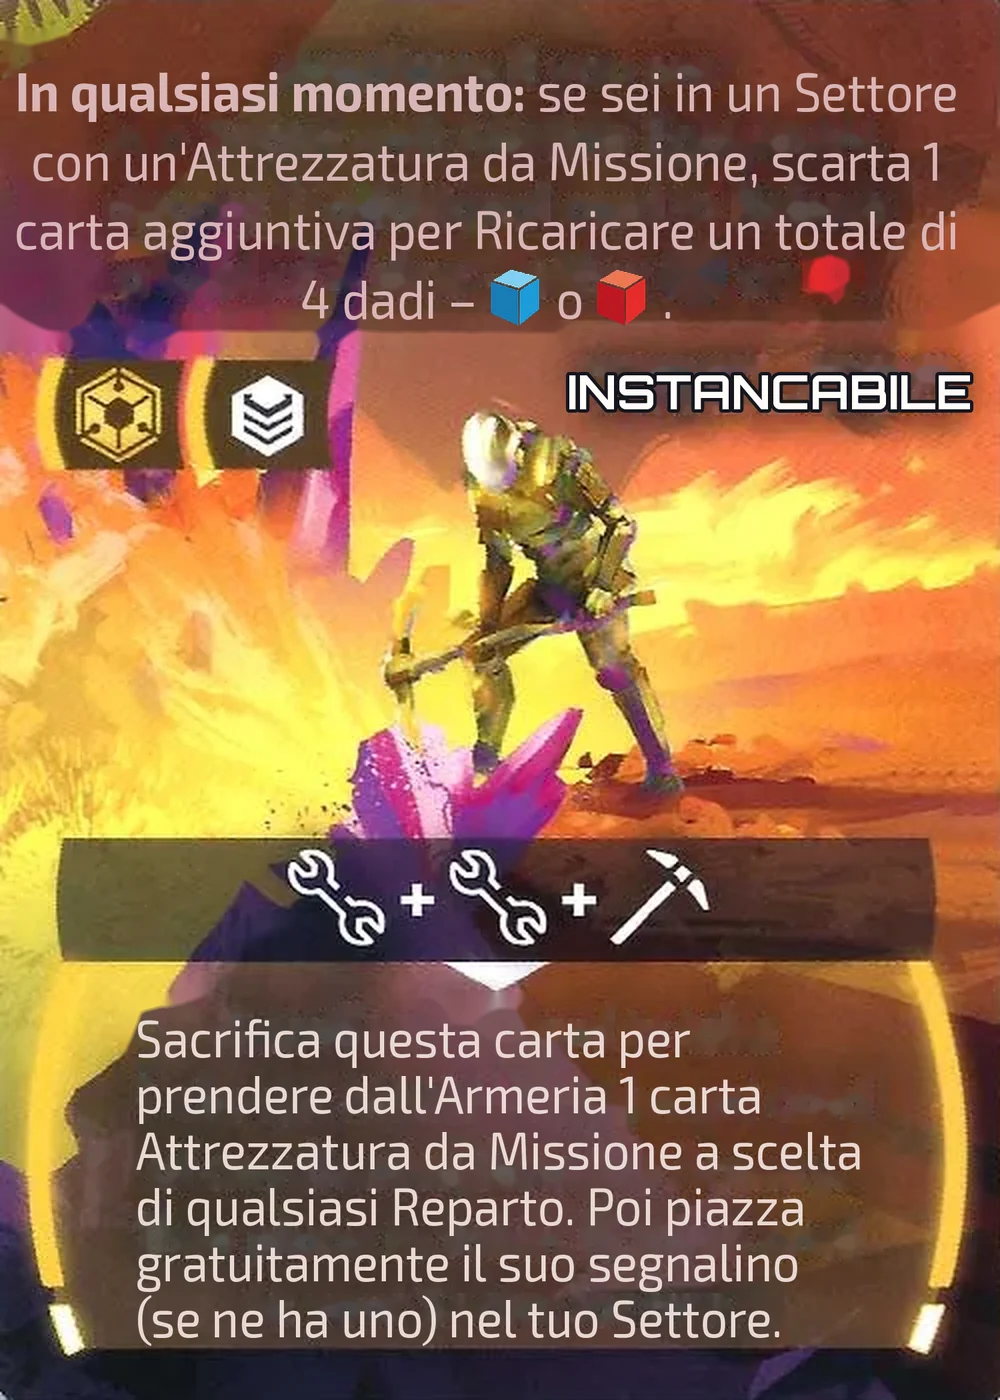 In qualsiasi momento: se sei in un Settore
con un'Attrezzatura da Missione, scarta 1
carta aggiuntiva per Ricaricare un totale di
4 dadi – o .
INSTANCABILE
+ +
Sacrifica questa carta per
prendere dall'Armeria 1 carta
Attrezzatura da Missione a scelta
di qualsiasi Reparto. Poi piazza
gratuitamente il suo segnalino
(se ne ha uno) nel tuo Settore.